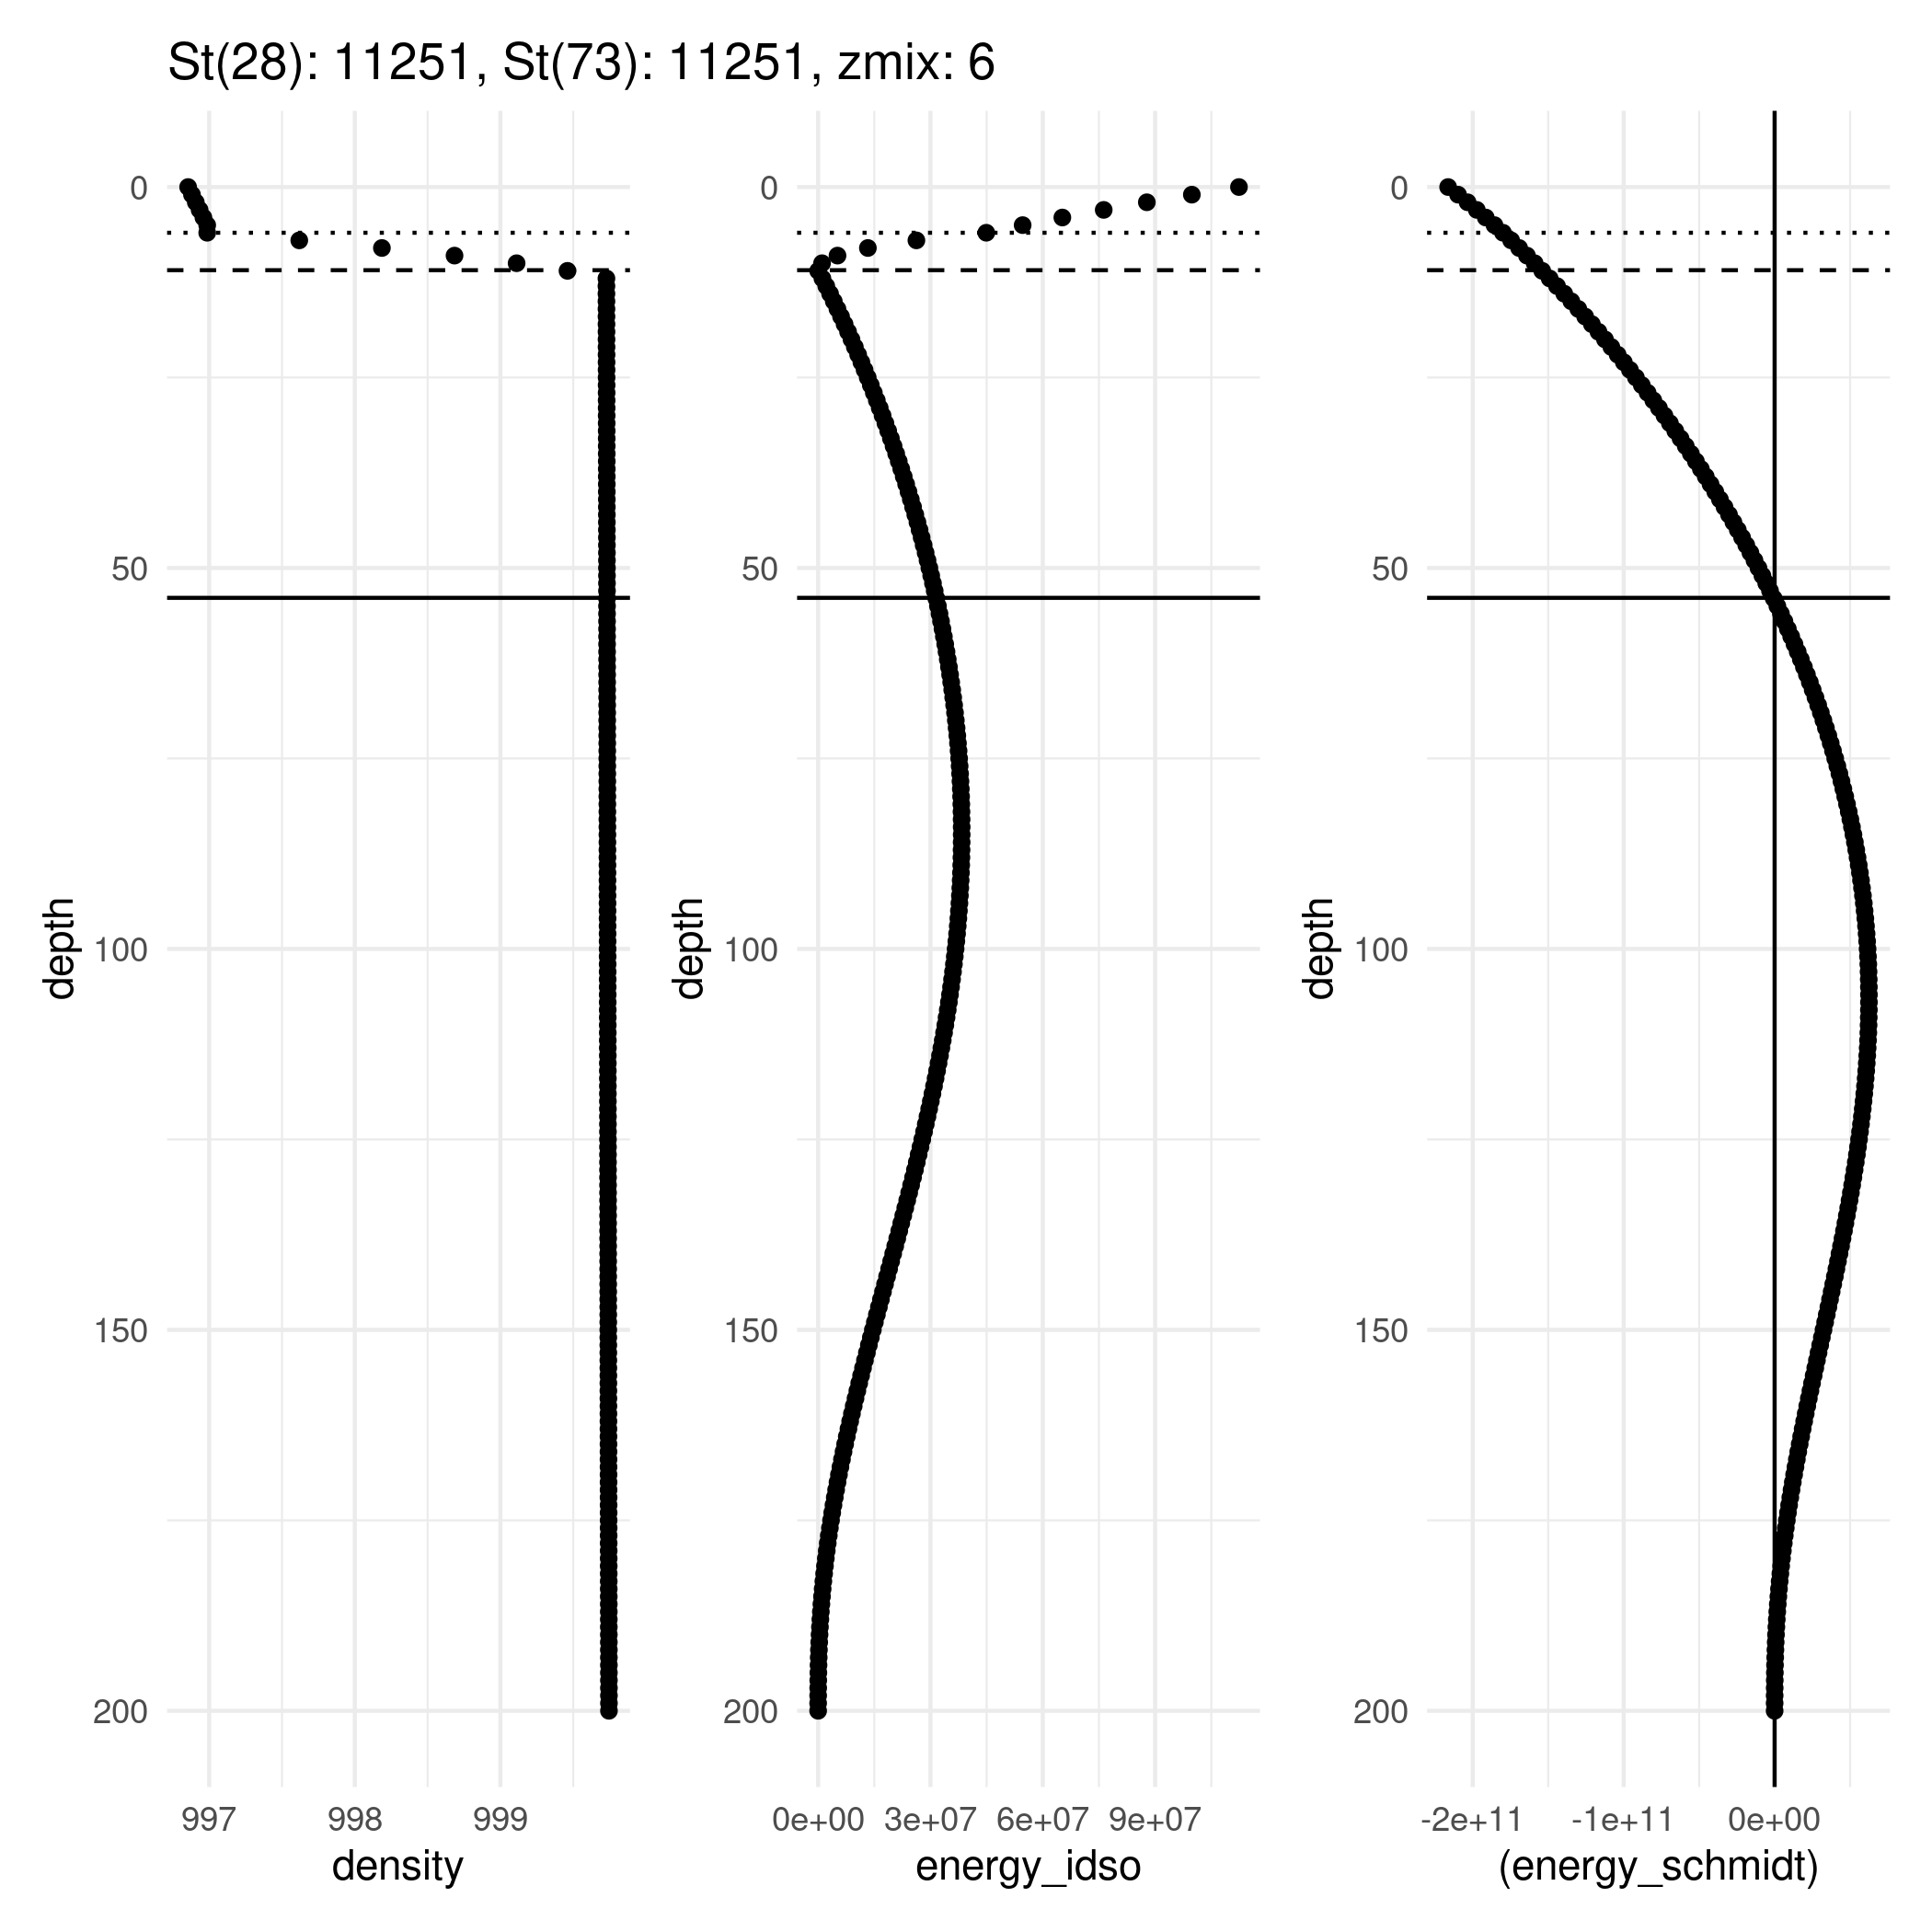 St(28): 11251, St(73): 11251, zmix: 6
0
50
100
150
200
depth
997 998 999
density
0
50
100
150
200
depth
0e+00 3e+07 6e+07 9e+07
energy_idso
0
50
100
150
200
depth
-2e+11 -1e+11 0e+00
(energy_schmidt)